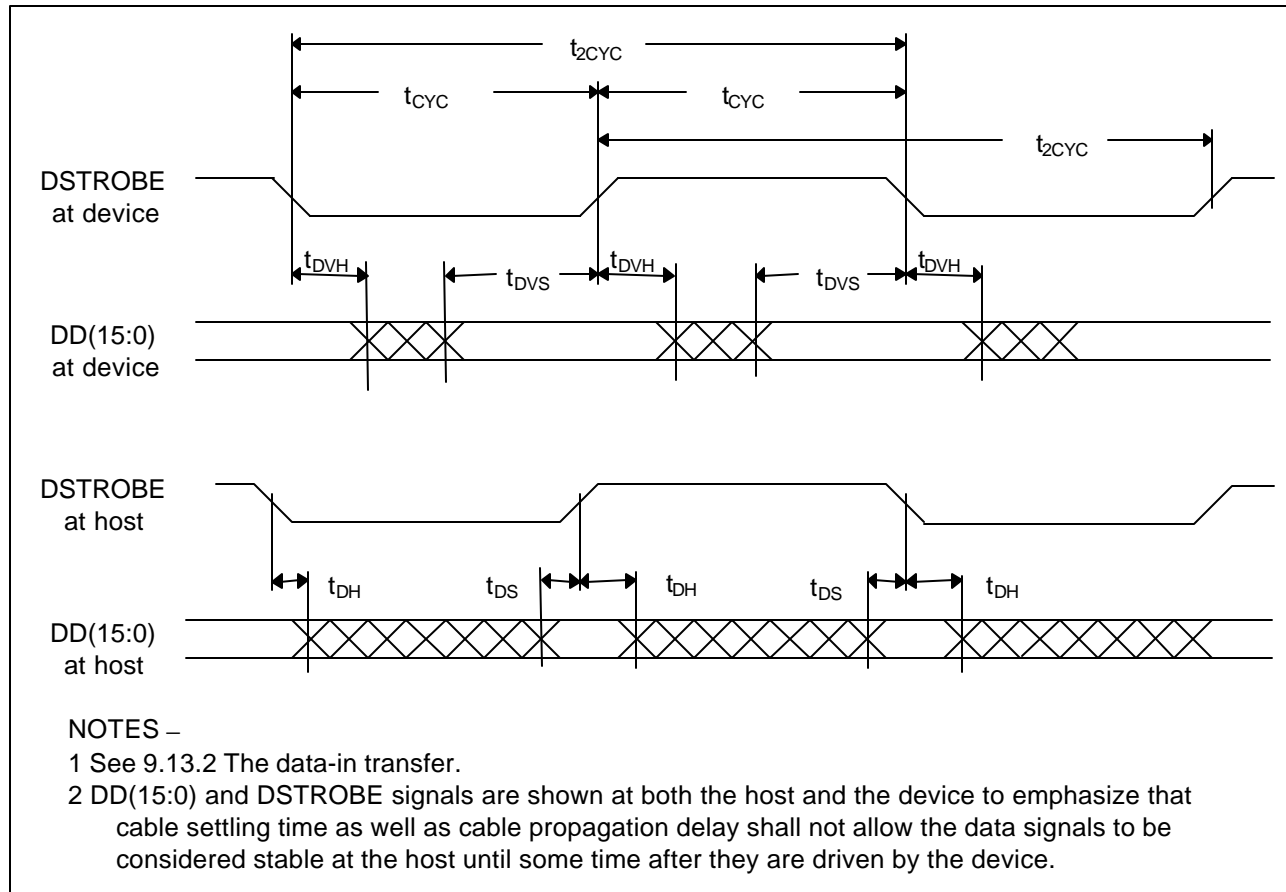 t2CYC
tCYC
tCYC
t2CYC
DSTROBE
at device
tDVH
tDVS
tDVH
tDVS
tDVH
DD(15:0)
at device
DSTROBE
at host
tDH
tDS
tDH
tDS
tDH
DD(15:0)
at host
NOTES –
1 See 9.13.2 The data-in transfer.
2 DD(15:0) and DSTROBE signals are shown at both the host and the device to emphasize that
cable settling time as well as cable propagation delay shall not allow the data signals to be
considered stable at the host until some time after they are driven by the device.